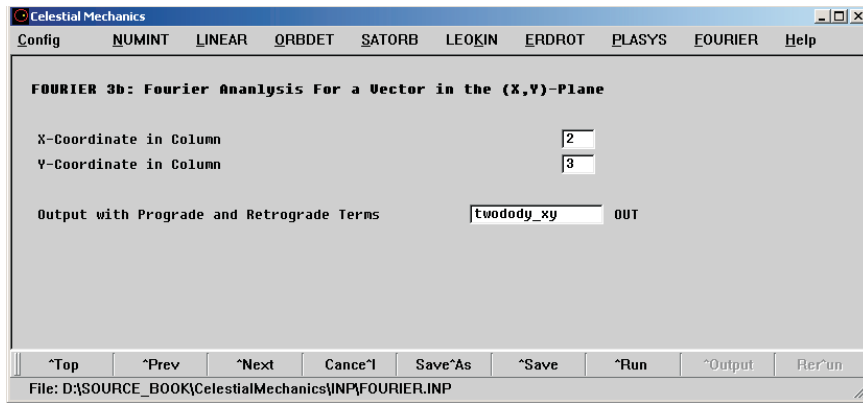 Celestial Mechanics
Config NUMINT LINEAR ORBDET SATORB LEOKIN ERDROT PLASYS FOURIER Help
FOURIER 3b: Fourier Ananlysis For a Vector in the (X,Y)-Plane
X-Coordinate in Column 2
Y-Coordinate in Column 3
Output with Prograde and Retrograde Terms twodody_xy OUT
^Top ^Prev ^Next Cance^l Save^As ^Save ^Run ^Output Rer^un
File: D:\SOURCE_BOOK\CelestialMechanics\INP\FOURIER.INP